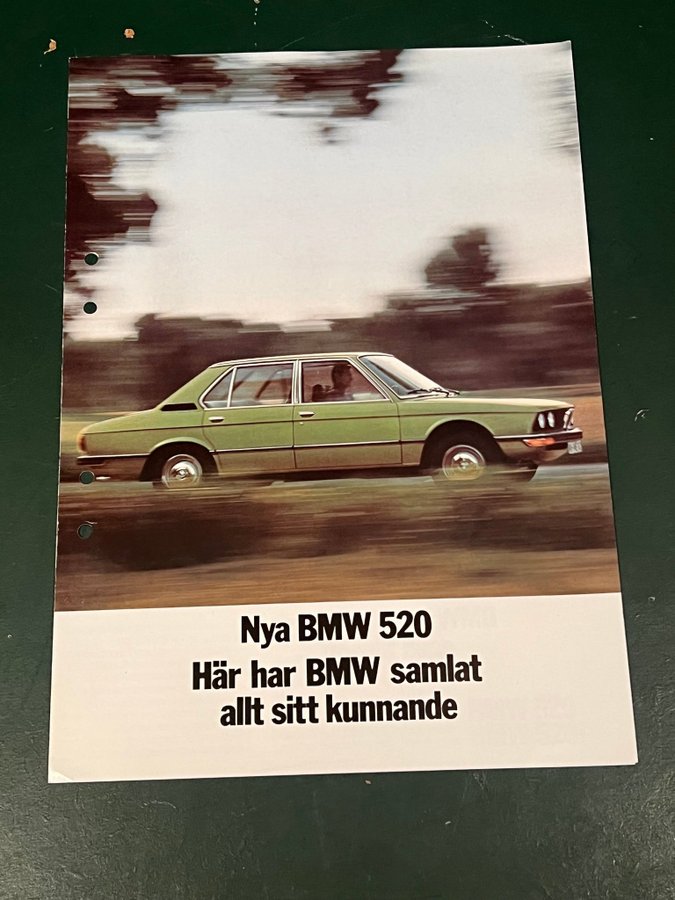 Nya BMW 520
Här har BMW samlat
allt sitt kunnande